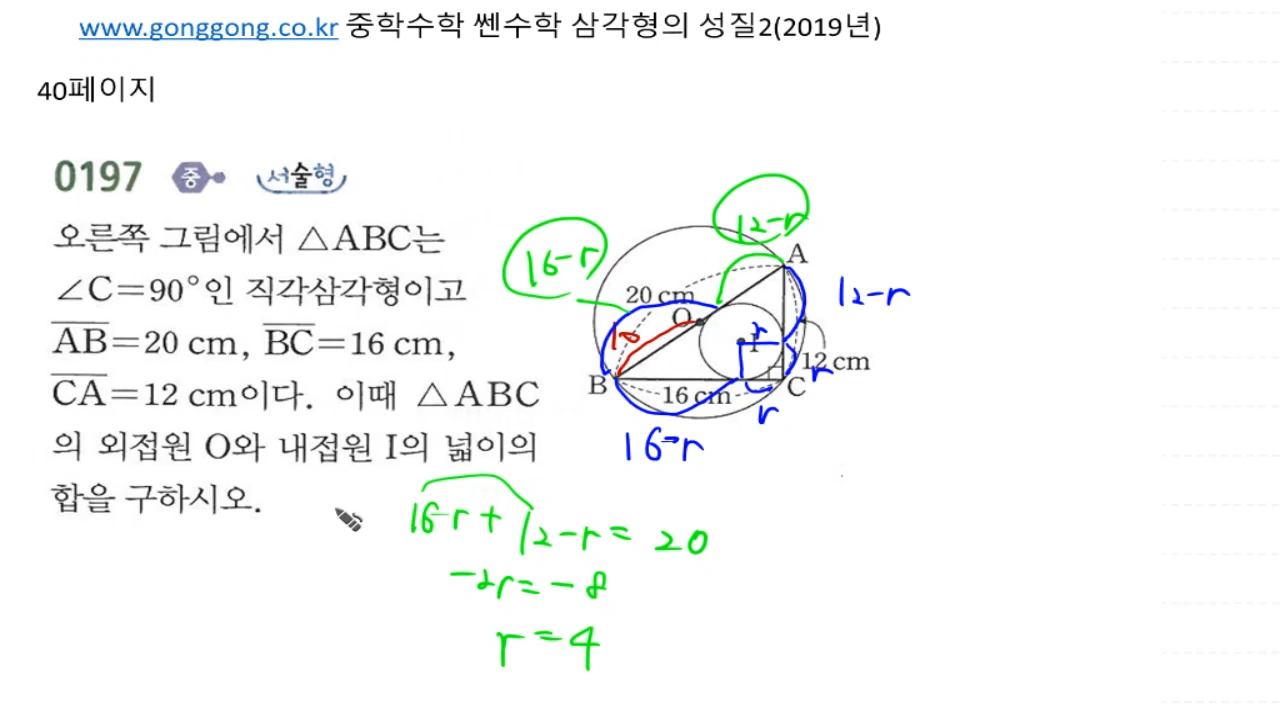 www.gonggong.co.kr 중학수학 쎈수학 삼각형의 성질2(2019년)
40페이지
0197 중 서술형
오른쪽 그림에서 △ABC는
∠C=90°인 직각삼각형이고
AB=20 cm, BC=16 cm,
CA=12 cm이다. 이때 △ABC
의 외접원 O와 내접원 I의 넓이의
합을 구하시오.
12-r
16-r
A
20 cm
12-r
O
10
r
I
12 cm
B
16 cm
C
r
r
16-r
16-r+12-r=20
-2r=-8
r=4